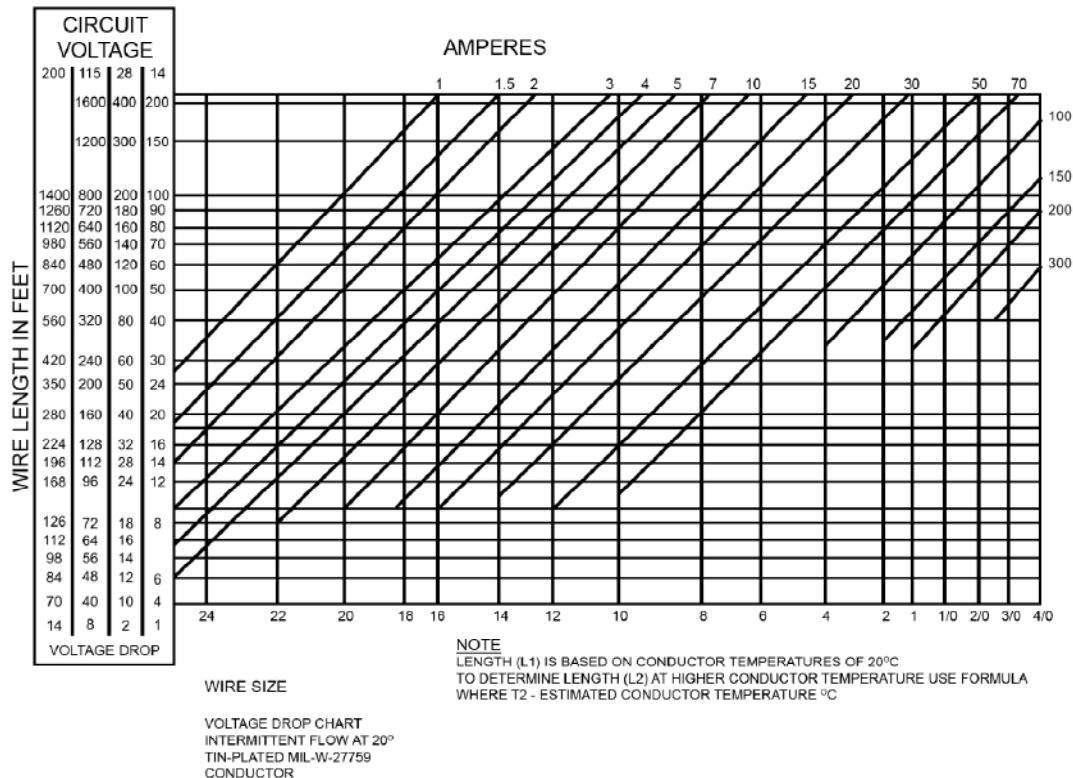 CIRCUIT
VOLTAGE
AMPERES
200 115 28 14
1 1.5 2 3 4 5 7 10 15 20 30 50 70
1600 400 200
100
1200 300 150
150
1400 800 200 100
1260 720 180 90
200
1120 640 160 80
980 560 140 70
840 480 120 60
300
700 400 100 50
560 320 80 40
420 240 60 30
350 200 50 24
280 160 40 20
224 128 32 16
196 112 28 14
168 96 24 12
126 72 18 8
112 64 16
98 56 14
84 48 12 6
70 40 10 4
14 8 2 1
WIRE LENGTH IN FEET
24 22 20 18 16 14 12 10 8 6 4 2 1 1/0 2/0 3/0 4/0
VOLTAGE DROP
NOTE
LENGTH (L1) IS BASED ON CONDUCTOR TEMPERATURES OF 20ºC
TO DETERMINE LENGTH (L2) AT HIGHER CONDUCTOR TEMPERATURE USE FORMULA
WHERE T2 - ESTIMATED CONDUCTOR TEMPERATURE ºC
WIRE SIZE
VOLTAGE DROP CHART
INTERMITTENT FLOW AT 20º
TIN-PLATED MIL-W-27759
CONDUCTOR